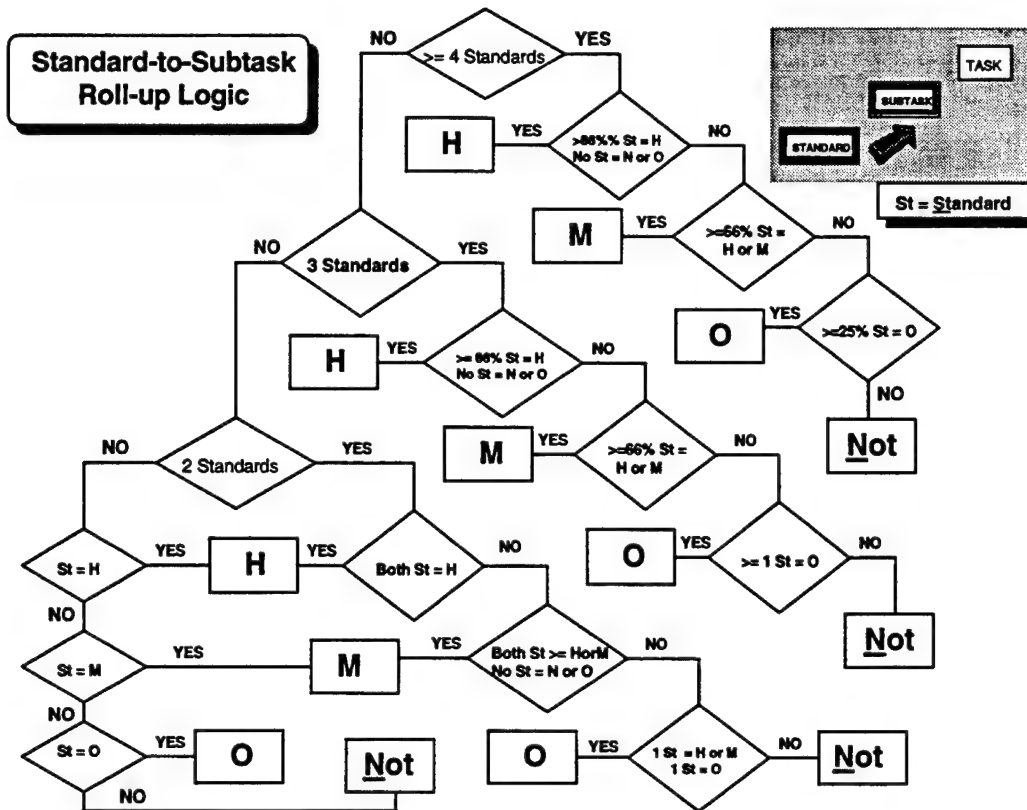 Standard-to-Subtask
Roll-up Logic
NO
>= 4 Standards
YES
TASK
SUBTASK
STANDARD
St = Standard
H
YES
St = H
No St = N or O
NO
M
YES
>=66% St =
H or M
NO
NO
3 Standards
YES
O
YES
>=25% St = O
NO
Not
H
YES
>= 66% St = H
No St = N or O
NO
M
YES
>=66% St =
H or M
NO
NO
2 Standards
YES
O
YES
>= 1 St = O
NO
Not
St = H
YES
H
YES
Both St = H
NO
NO
St = M
YES
M
YES
Both St >= HorM
No St = N or O
NO
NO
St = O
YES
O
NO
Not
O
YES
1 St = H or M
1 St = O
NO
Not